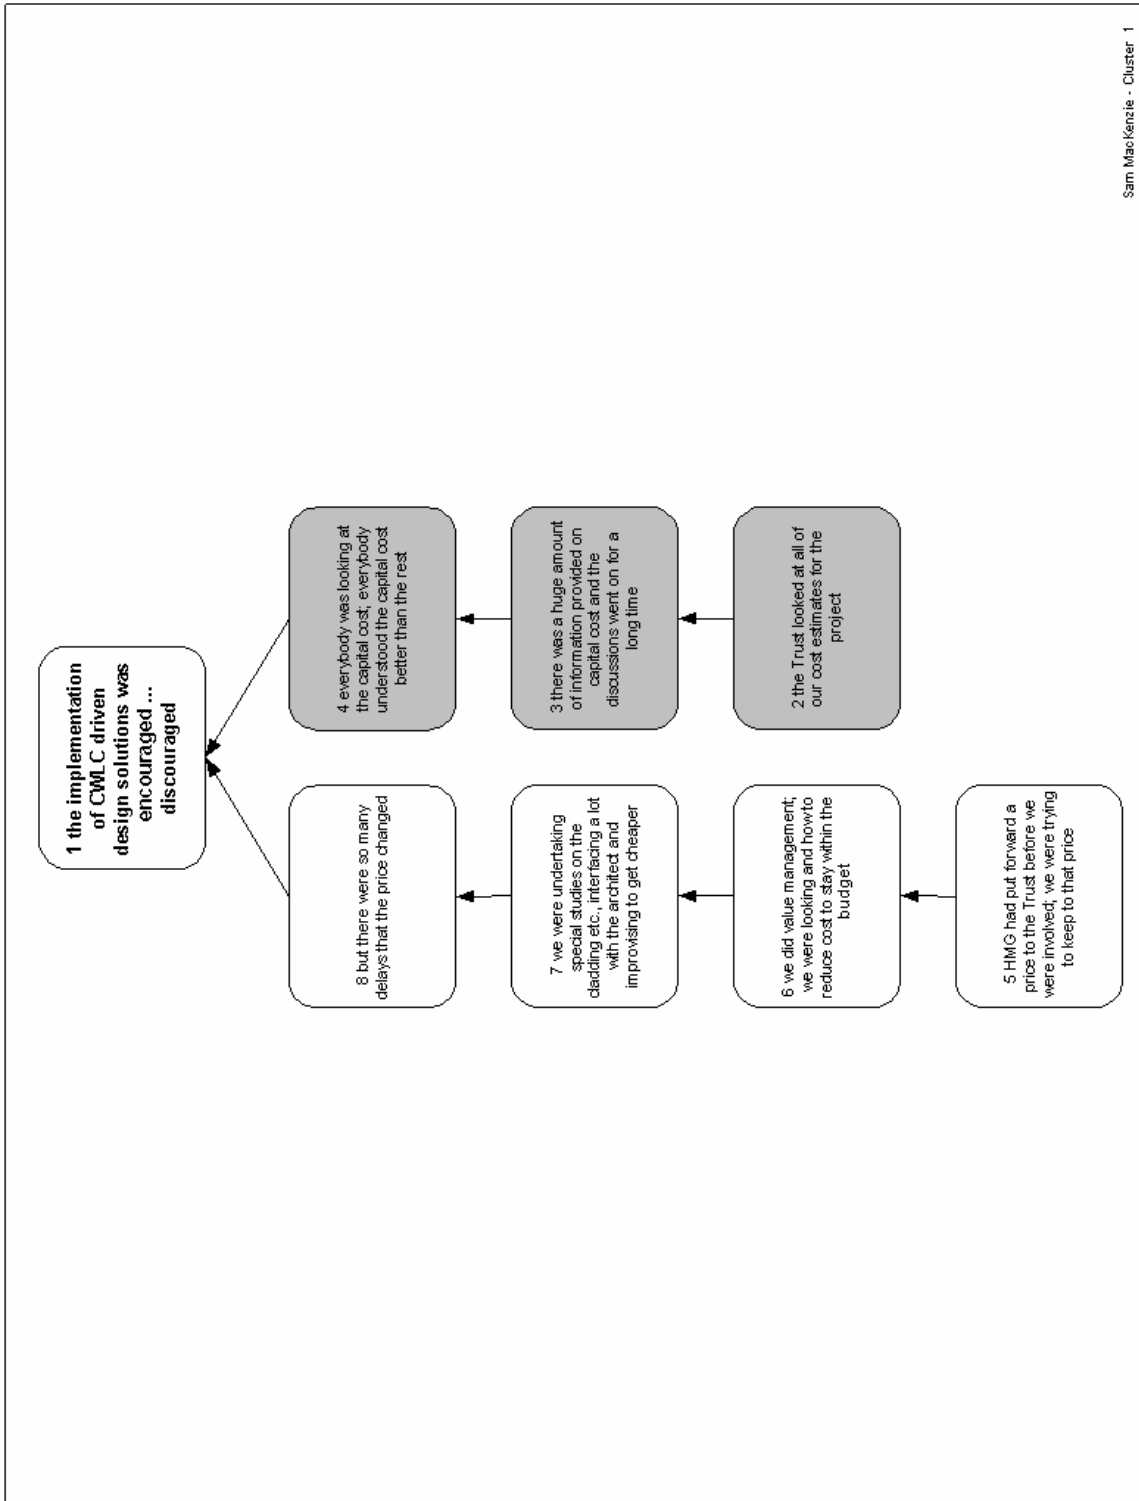 1 the implementation
of CWLC driven
design solutions was
encouraged ...
discouraged
8 but there were so many
delays that the price changed
4 everybody was looking at
the capital cost; everybody
understood the capital cost
better than the rest
7 we were undertaking
special studies on the
cladding etc., interfacing a lot
with the architect and
improvising to get cheaper
3 there was a huge amount
of information provided on
capital cost and the
discussions went on for a
long time
6 we did value management;
we were looking and how to
reduce cost to stay within the
budget
2 the Trust looked at all of
our cost estimates for the
project
5 HMG had put forward a
price to the Trust before we
were involved; we were trying
to keep to that price
Sam MacKenzie - Cluster 1